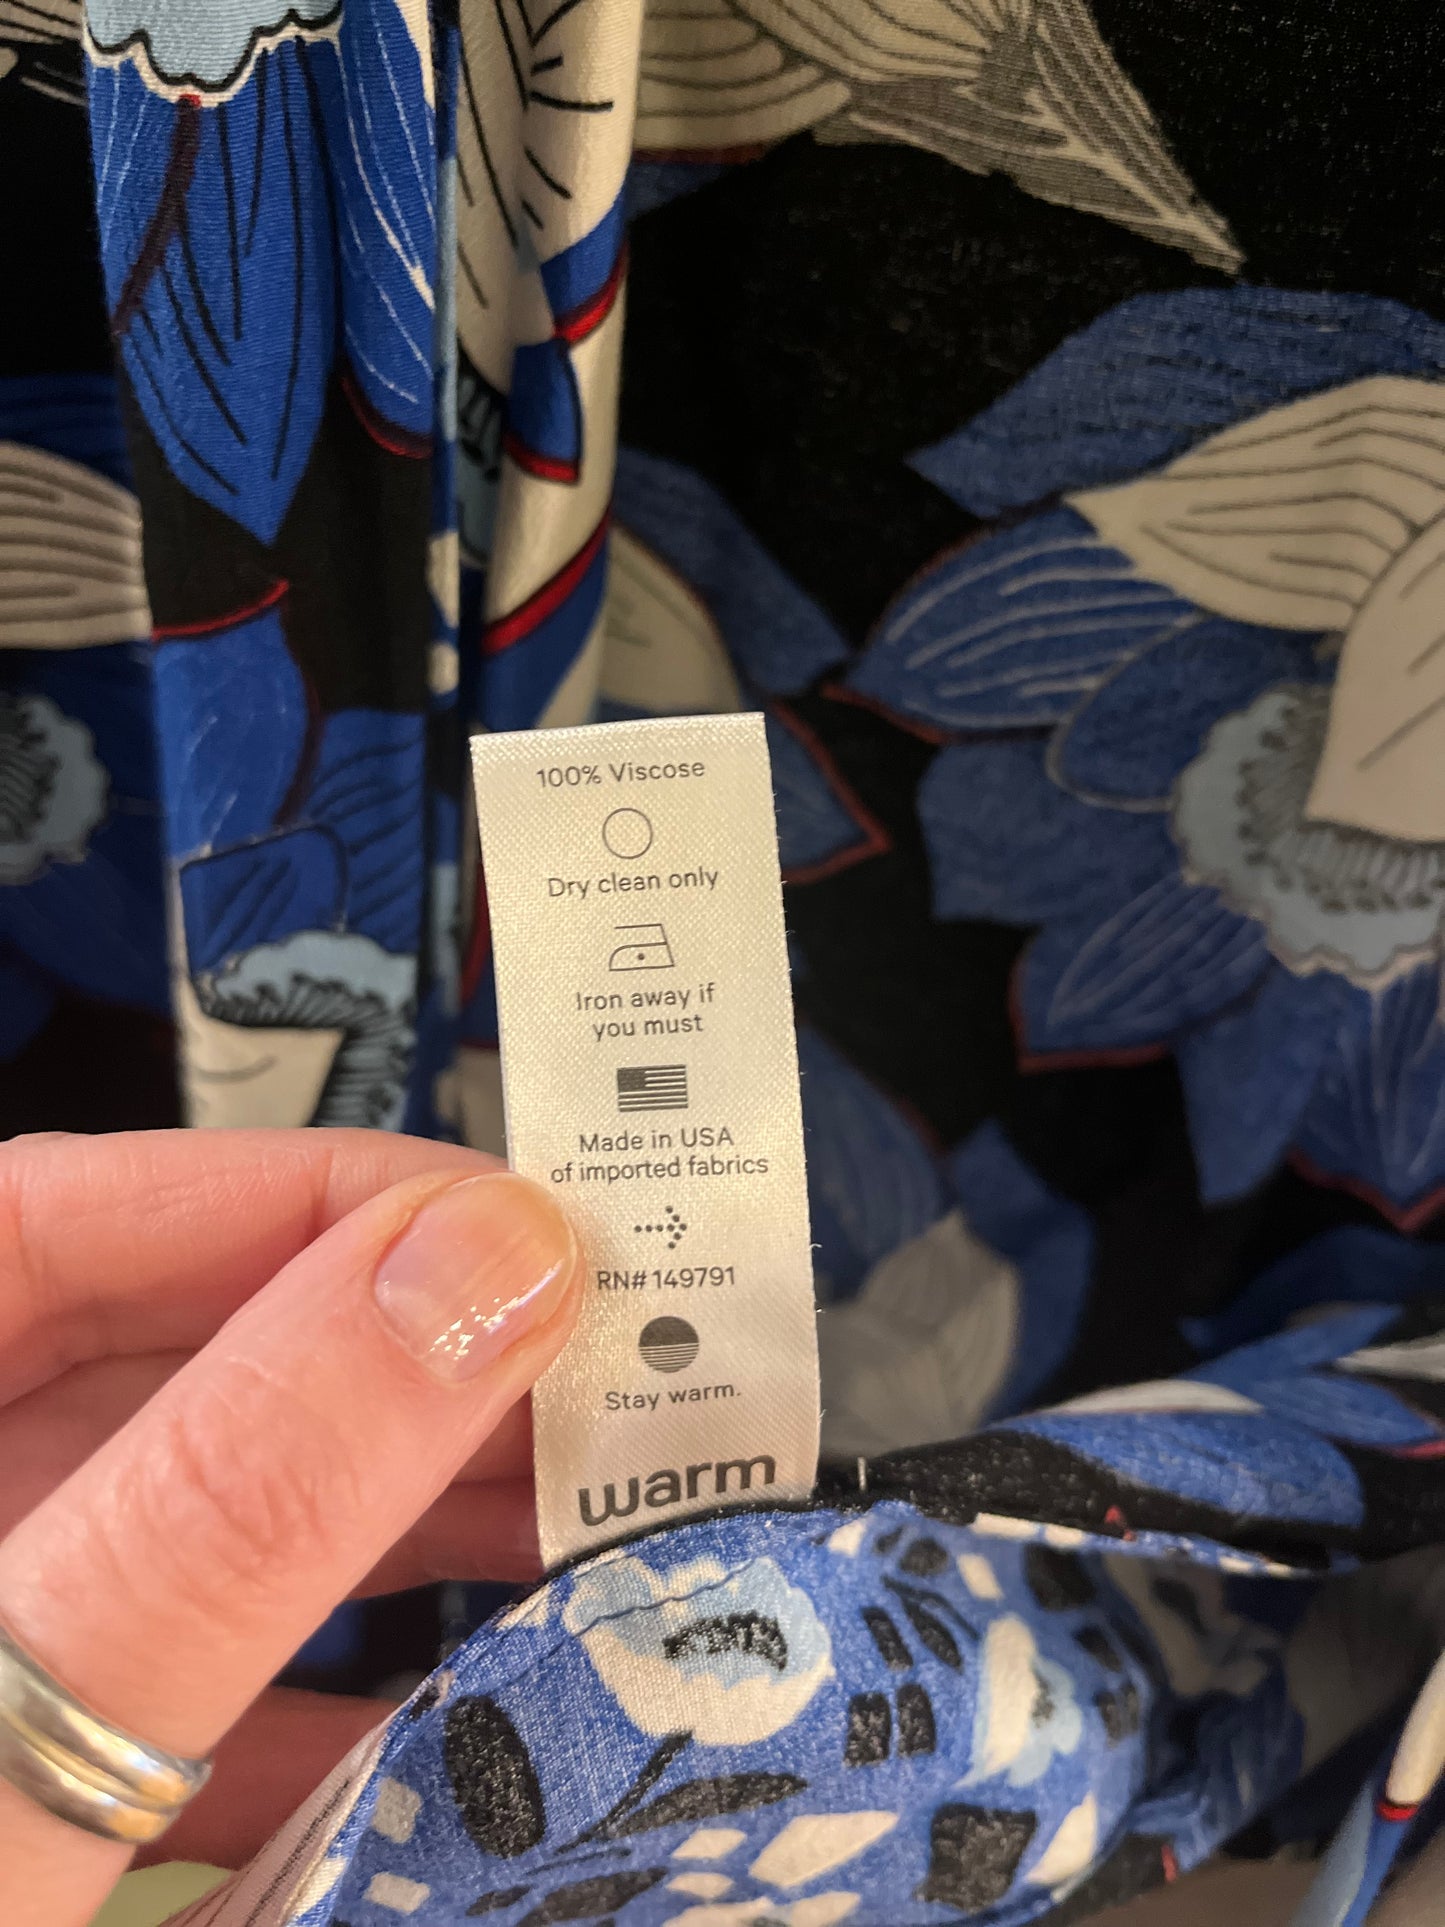 100% Viscose
Dry clean only
Iron away if
you must
Made in USA
of imported fabrics
RN# 149791
Stay warm.
warm